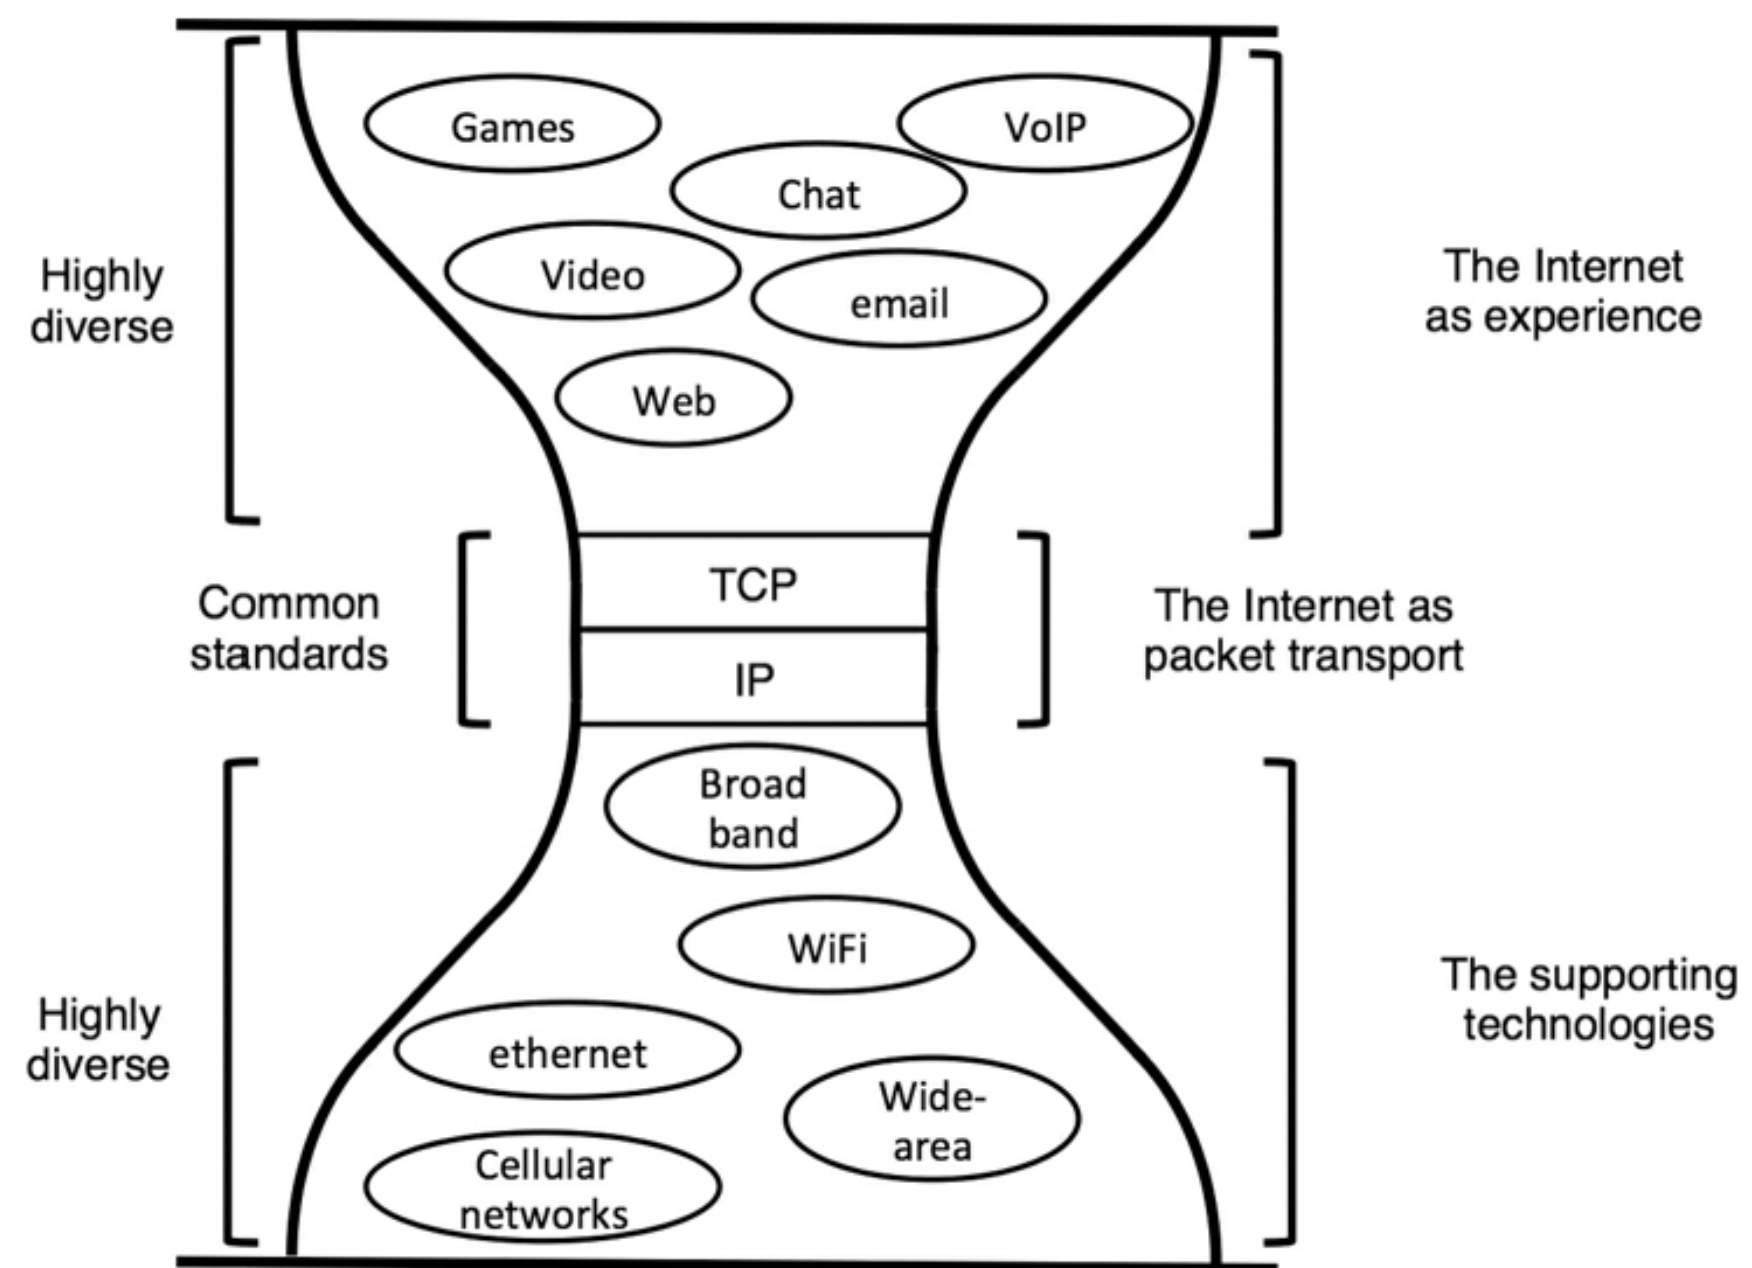 Games
VoIP
Chat
Video
email
Web
Highly
diverse
The Internet
as experience
TCP
IP
Common
standards
The Internet as
packet transport
Broad
band
WiFi
ethernet
Wide-
area
Cellular
networks
Highly
diverse
The supporting
technologies